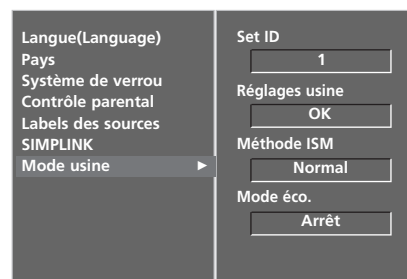 Langue(Language)
Pays
Système de verrou
Contrôle parental
Labels des sources
SIMPLINK
Mode usine ►
Set ID
1
Réglages usine
OK
Méthode ISM
Normal
Mode éco.
Arrêt